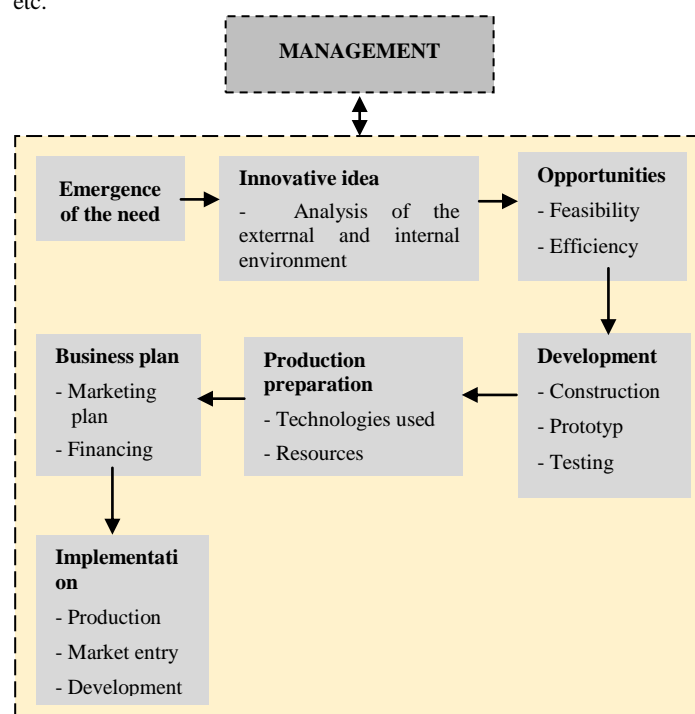 etc.
MANAGEMENT
Emergence
of the need
Innovative idea
- Analysis of the
exterrnal and internal
environment
Opportunities
- Feasibility
- Efficiency
Development
- Construction
- Prototyp
- Testing
Production
preparation
- Technologies used
- Resources
Business plan
- Marketing
plan
- Financing
Implementati
on
- Production
- Market entry
- Development